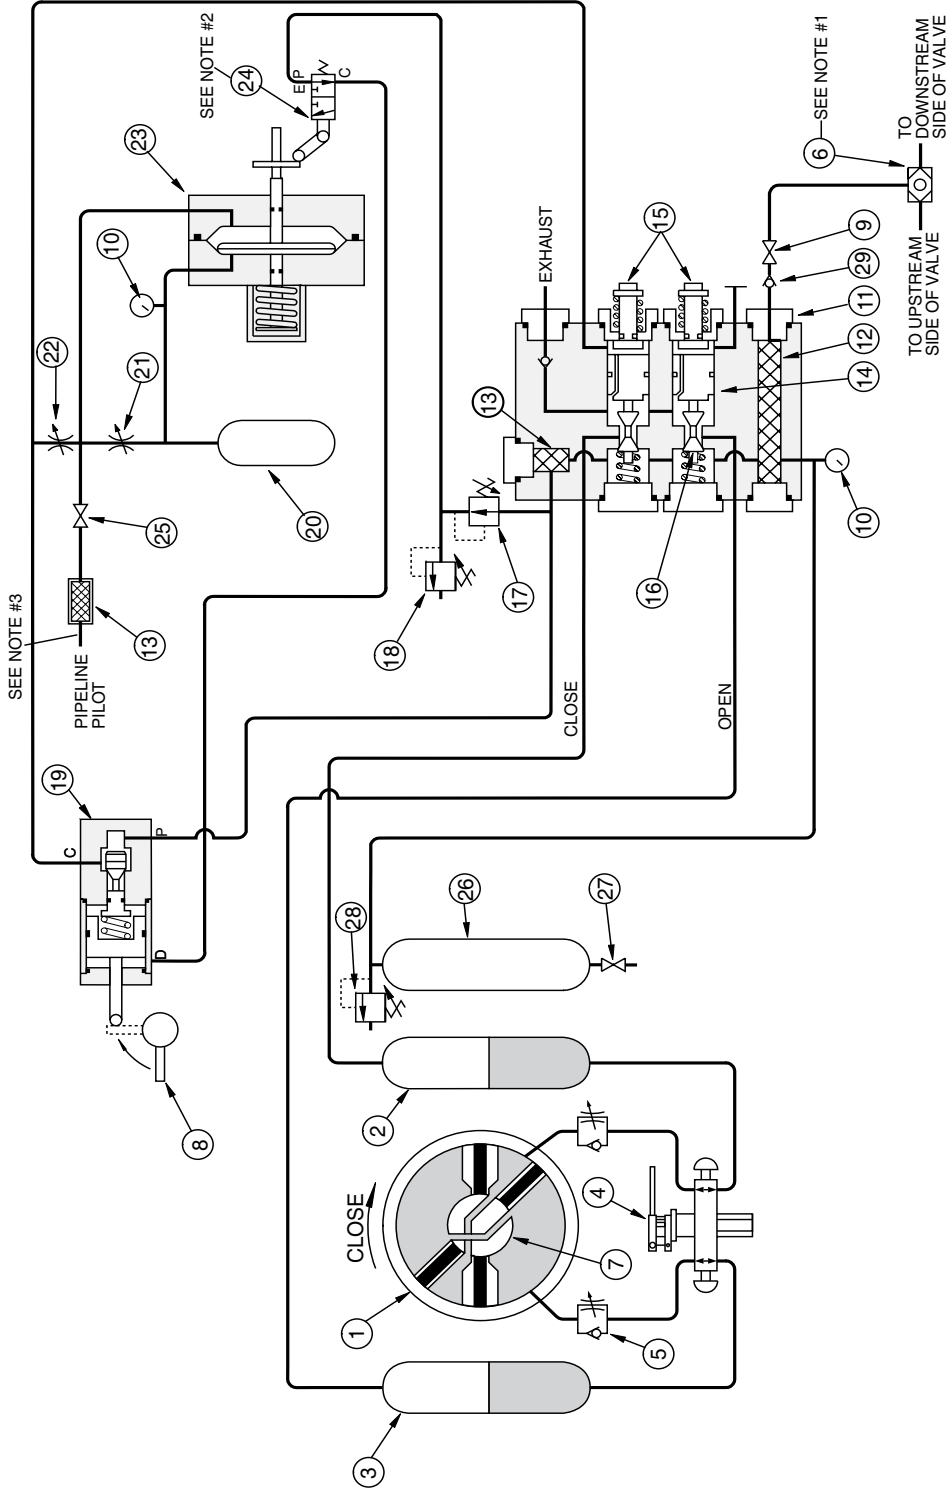 SEE NOTE #3
PIPELINE
PILOT
13
25
22
21
20
10
23
SEE NOTE #2
24
E
P
C
19
C
P
D
8
18
17
13
EXHAUST
15
16
14
12
11
29
9
6
SEE NOTE #1
TO UPSTREAM
SIDE OF VALVE
TO
DOWNSTREAM
SIDE OF VALVE
10
CLOSE
OPEN
28
26
27
2
CLOSE
1
7
4
5
3